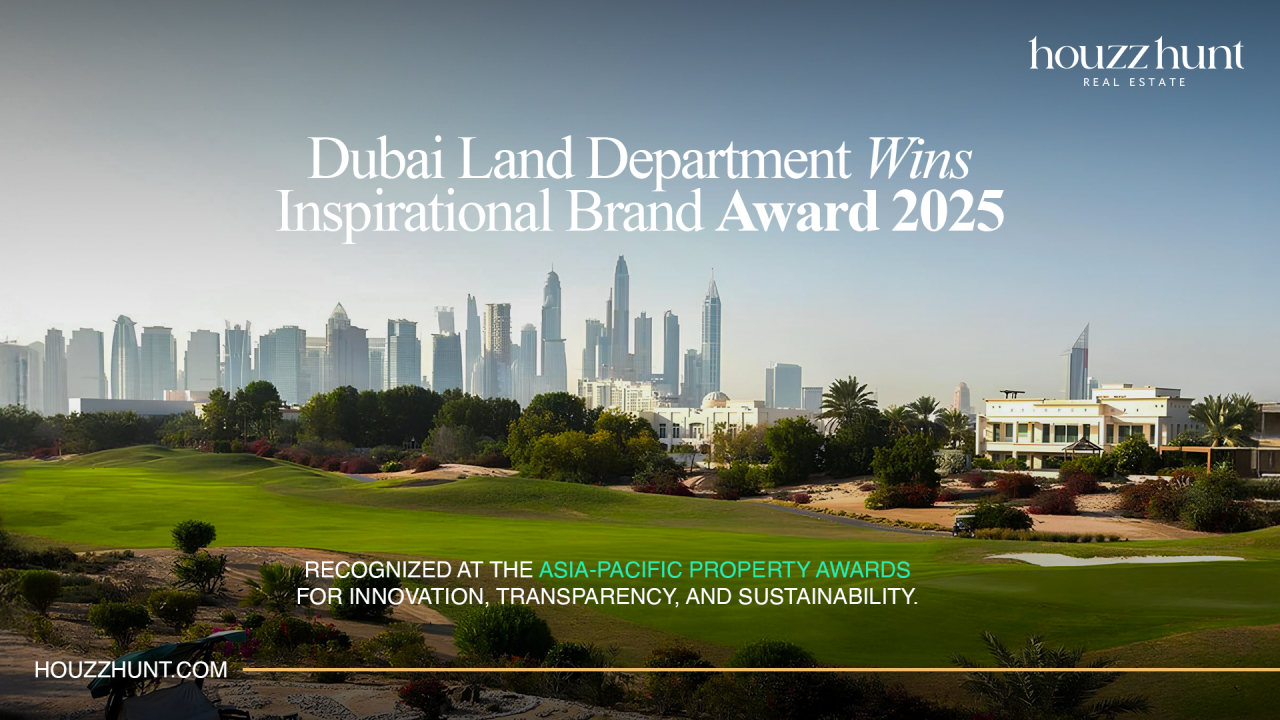 houzz hunt
REAL ESTATE
Dubai Land Department Wins
Inspirational Brand Award 2025
RECOGNIZED AT THE ASIA-PACIFIC PROPERTY AWARDS
FOR INNOVATION, TRANSPARENCY, AND SUSTAINABILITY.
HOUZZHUNT.COM